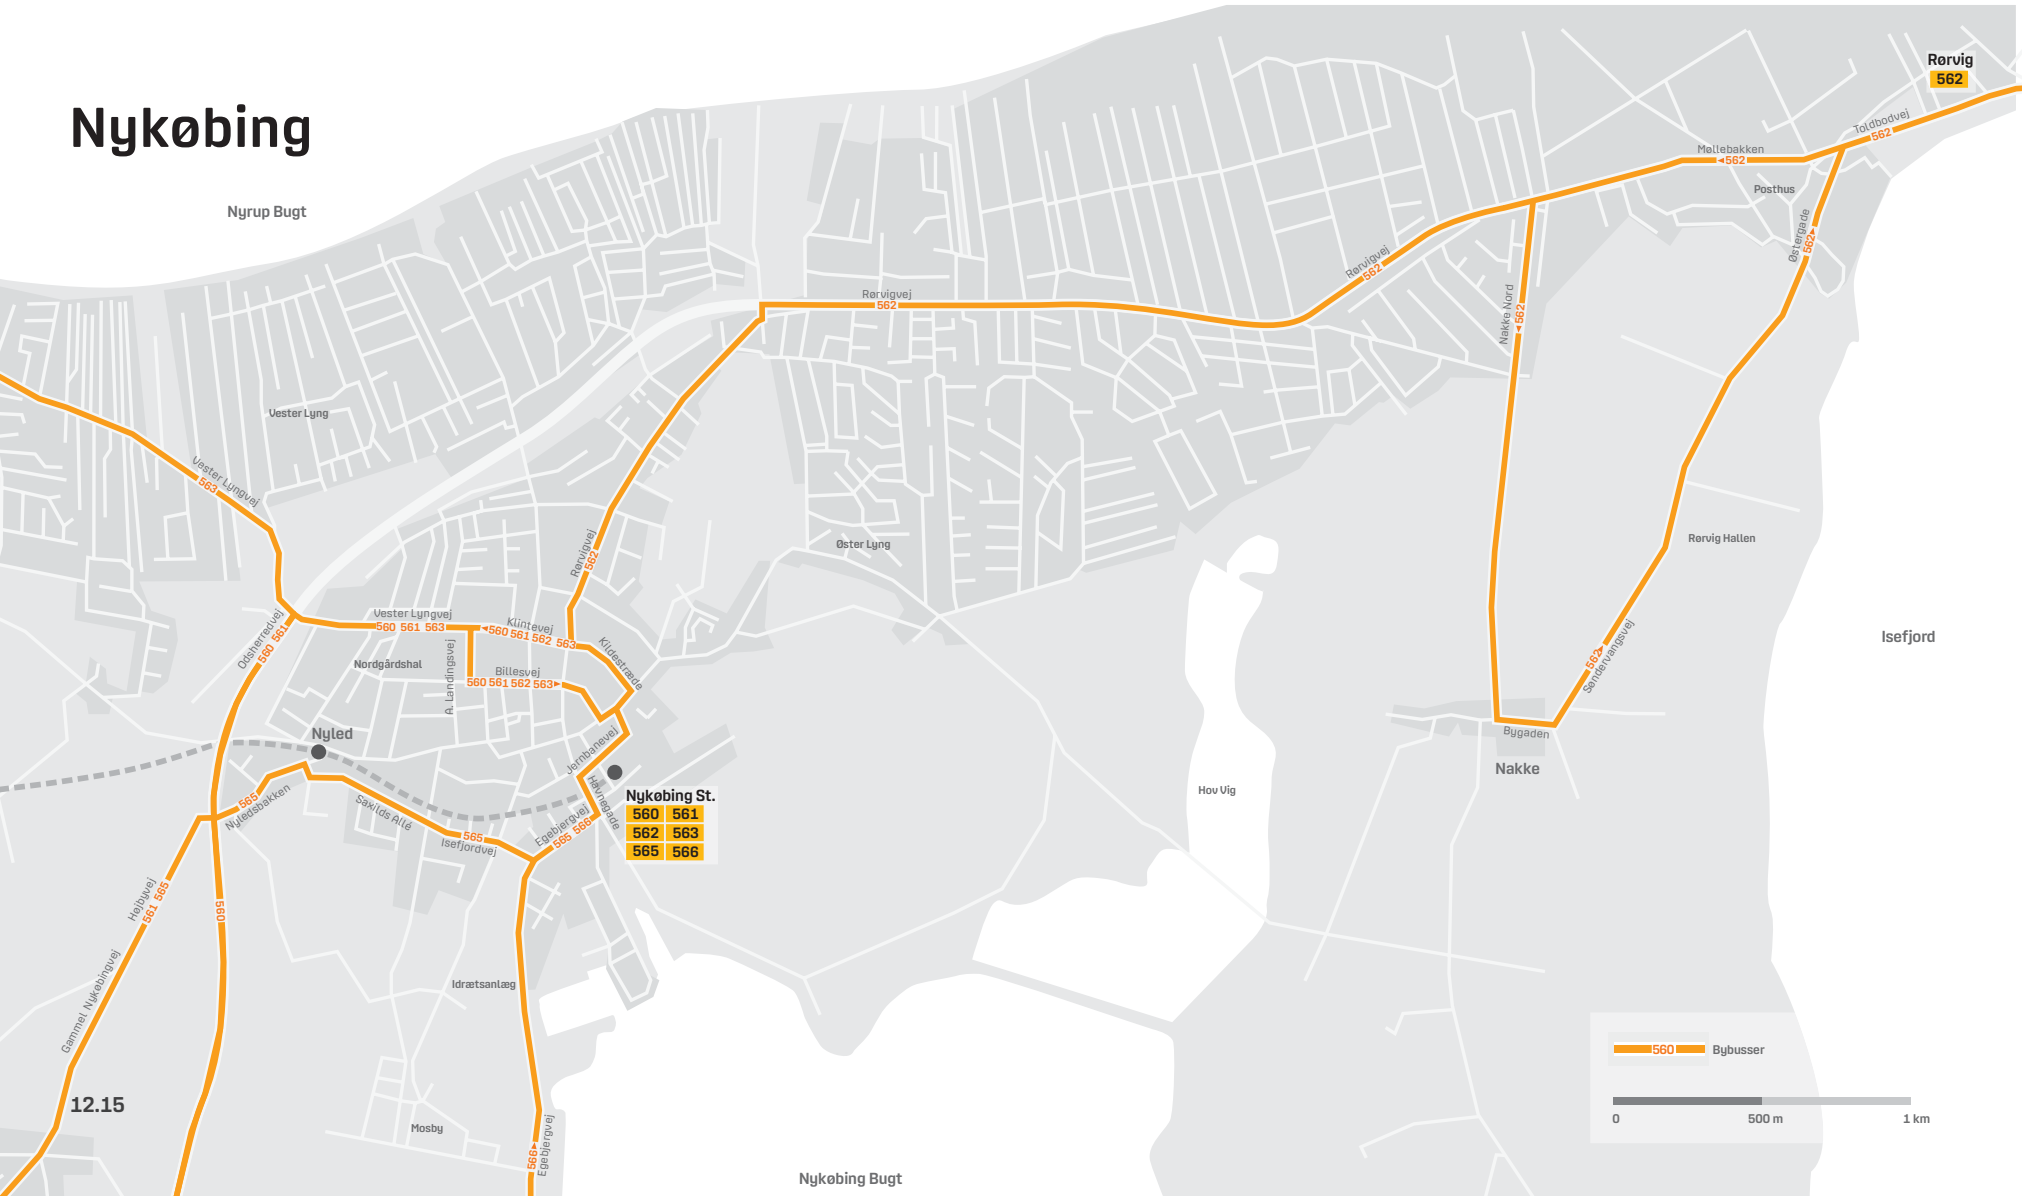 Nykøbing
Rørvig
562
Toldbodvej
562
Møllebakken
562
Posthus
Nyrup Bugt
Østergade
562
Rørvigvej
562
Rørvigvej
562
Nakke Nord
562
Vester Lyng
Vester Lyngvej
563
Øster Lyng
Rørvig Hallen
Rørvigvej
562
Isefjord
Vester Lyngvej
560 561 563
Klintevej
560 561 562 563
Kildestræde
Odsherredvej
560 561
Nordgårdshal
A. Landingsvej
Billesvej
560 561 562 563
562
Søndervangsvej
Nyled
Jernbanevej
Bygaden
Nakke
Havnegade
Nykøbing St.
560 561
562 563
565 566
Hov Vig
565
Nyledsbakken
Saxilds Allé
565
Isefjordvej
Egebjergvej
565 566
Højbyvej
561 565
560
Idrætsanlæg
Gammel Nykøbingvej
560 Bybusser
12.15
0 500 m 1 km
Mosby
566
Egebjergvej
Nykøbing Bugt